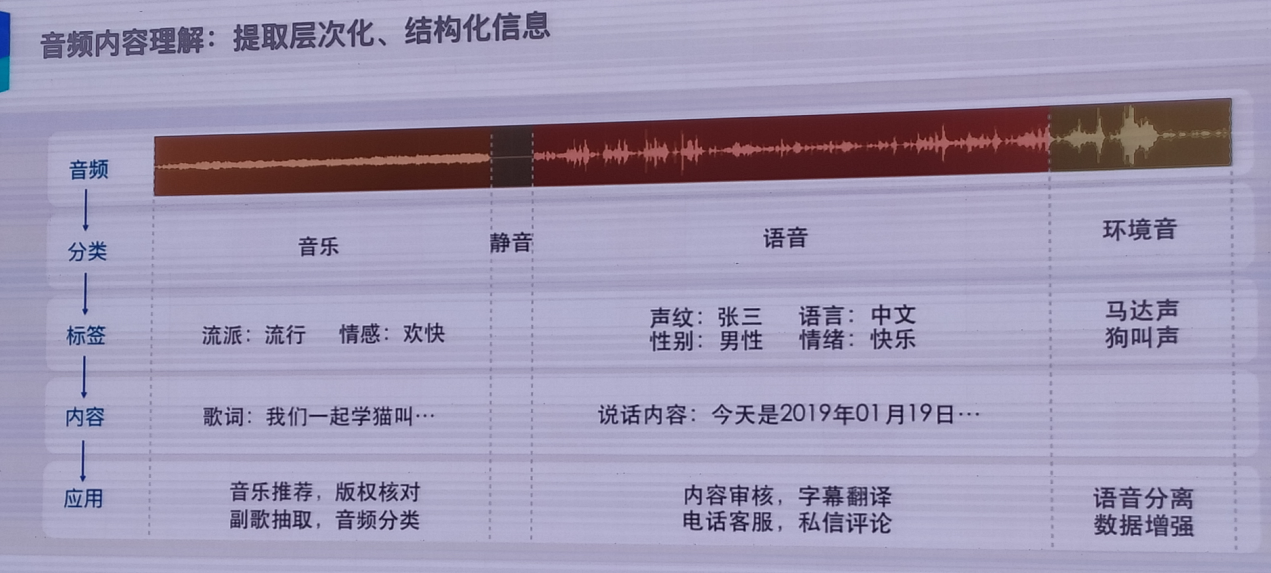 音频内容理解：提取层次化、结构化信息
音频
分类
音乐
静音
语音
环境音
标签
流派：流行 情感：欢快
声纹：张三 语言：中文
性别：男性 情绪：快乐
马达声
狗叫声
内容
歌词：我们一起学猫叫…
说话内容：今天是2019年01月19日…
应用
音乐推荐，版权核对
副歌抽取，音频分类
内容审核，字幕翻译
电话客服，私信评论
语音分离
数据增强